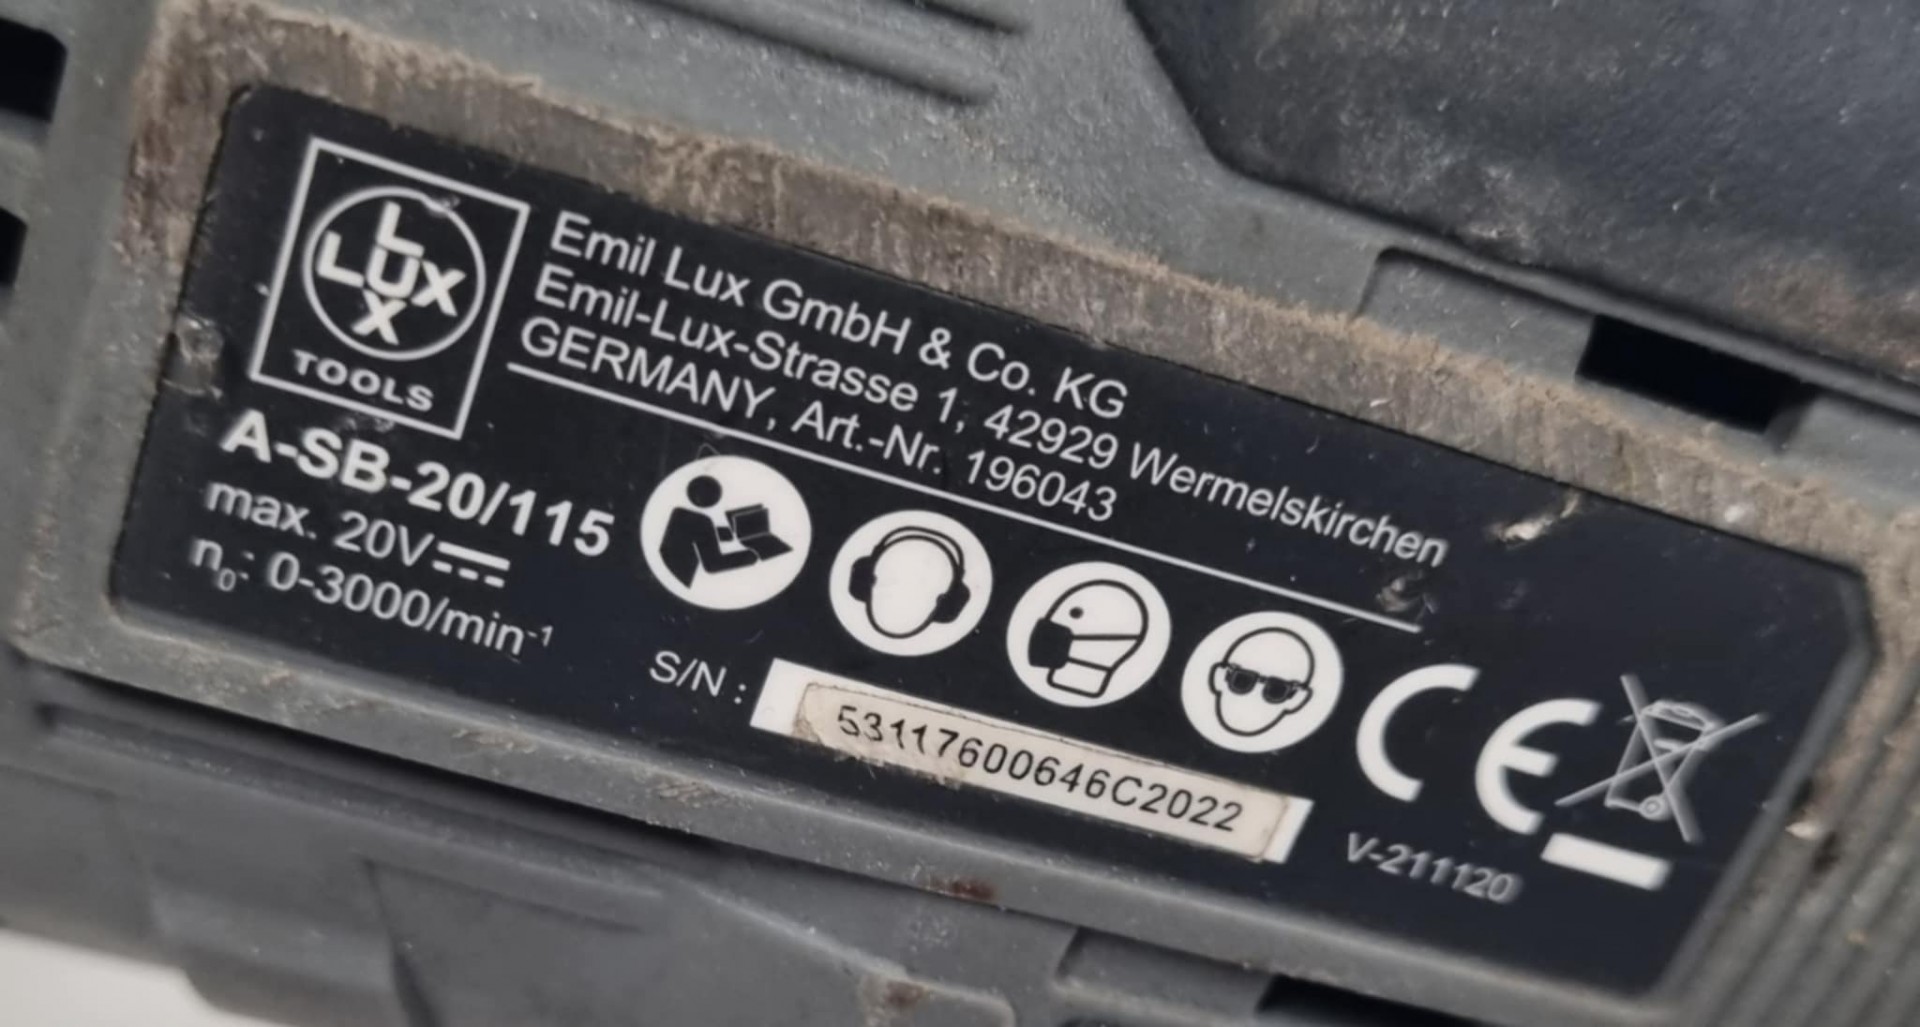 LUX
LUX
TOOLS
Emil Lux GmbH & Co. KG
Emil-Lux-Strasse 1, 42929 Wermelskirchen
GERMANY, Art.-Nr. 196043
A-SB-20/115
max. 20V
n₀: 0-3000/min⁻¹
S/N :
53117600646C2022
CE
V-211120